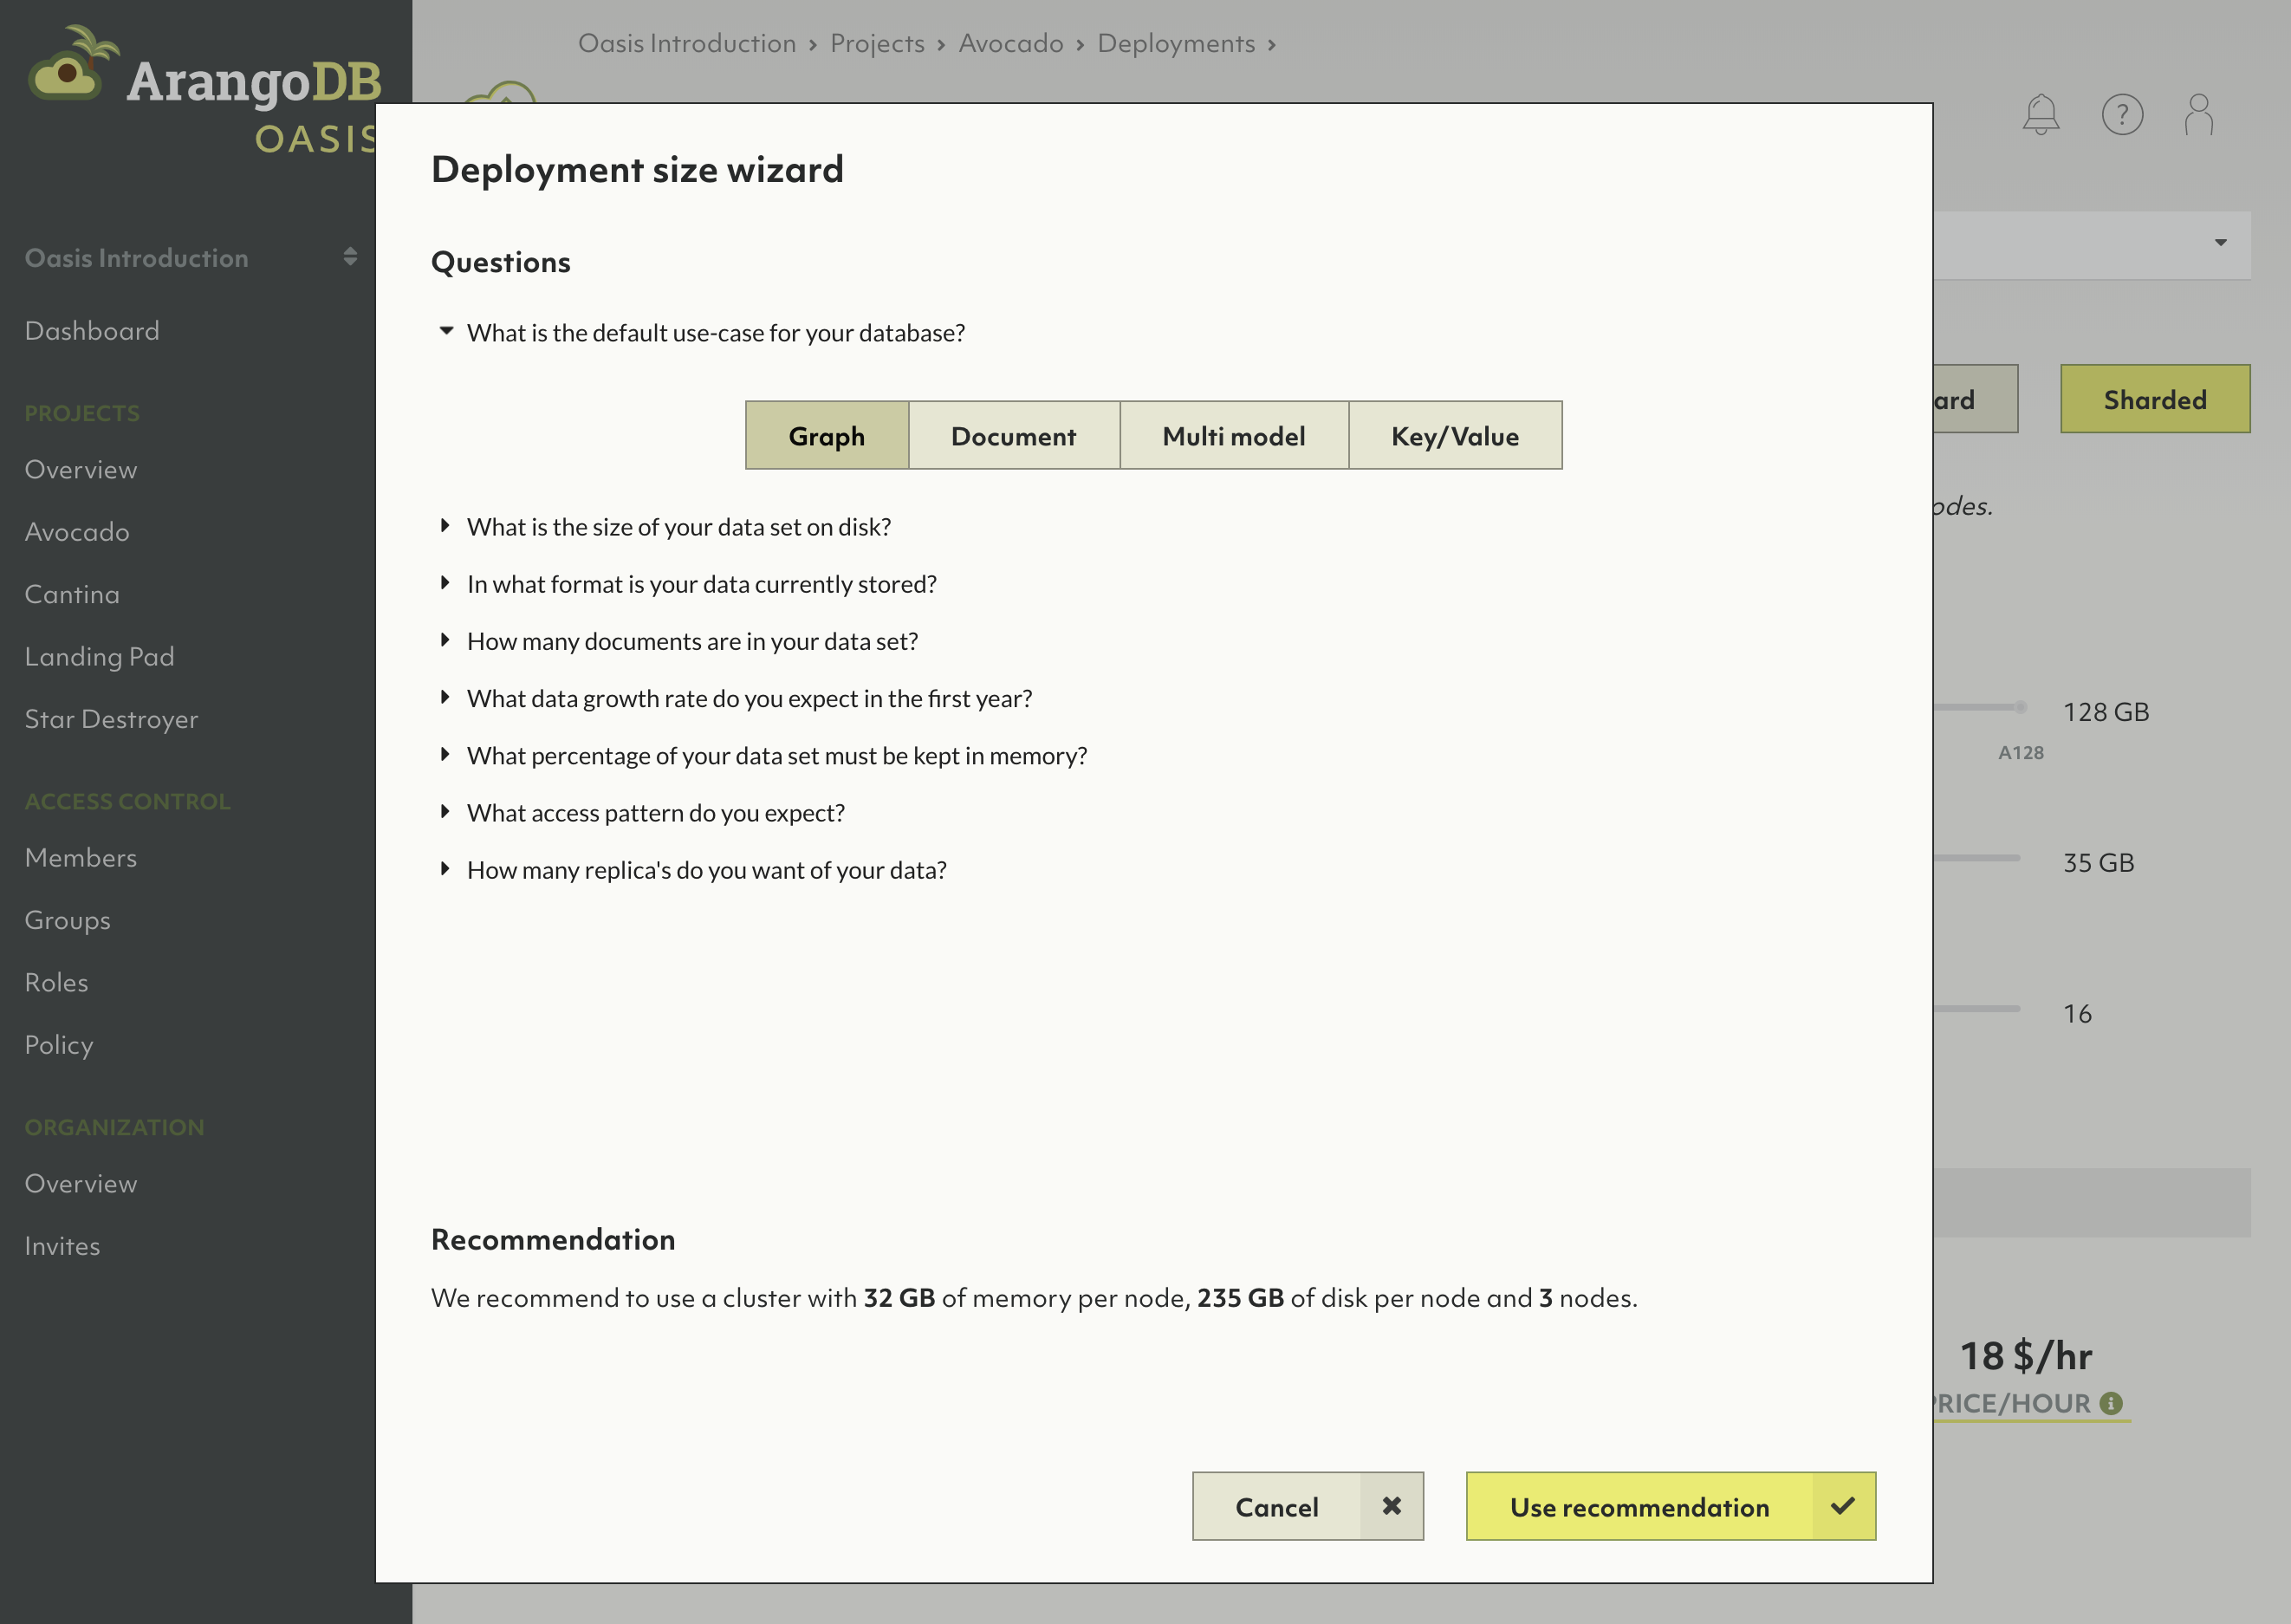 ArangoDB
OASIS
Oasis Introduction
Dashboard
PROJECTS
Overview
Avocado
Cantina
Landing Pad
Star Destroyer
ACCESS CONTROL
Members
Groups
Roles
Policy
ORGANIZATION
Overview
Invites
Oasis Introduction › Projects › Avocado › Deployments ›
?
Deployment size wizard
Questions
What is the default use-case for your database?
Graph Document Multi model Key/Value
What is the size of your data set on disk?
In what format is your data currently stored?
How many documents are in your data set?
What data growth rate do you expect in the first year?
What percentage of your data set must be kept in memory?
What access pattern do you expect?
How many replica's do you want of your data?
Recommendation
We recommend to use a cluster with 32 GB of memory per node, 235 GB of disk per node and 3 nodes.
Cancel
Use recommendation
Sharded
128 GB
A128
35 GB
16
18 $/hr
PRICE/HOUR